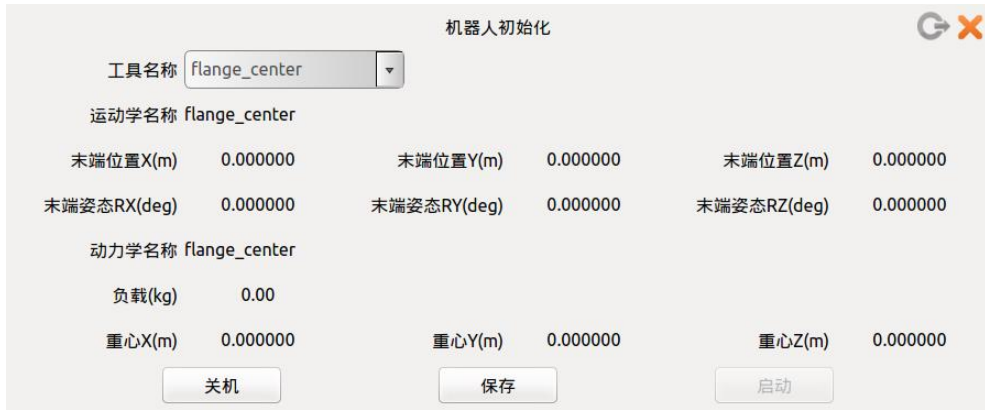 机器人初始化
工具名称 flange_center
运动学名称 flange_center
末端位置X(m) 0.000000 末端位置Y(m) 0.000000 末端位置Z(m) 0.000000
末端姿态RX(deg) 0.000000 末端姿态RY(deg) 0.000000 末端姿态RZ(deg) 0.000000
动力学名称 flange_center
负载(kg) 0.00
重心X(m) 0.000000 重心Y(m) 0.000000 重心Z(m) 0.000000
关机 保存 启动